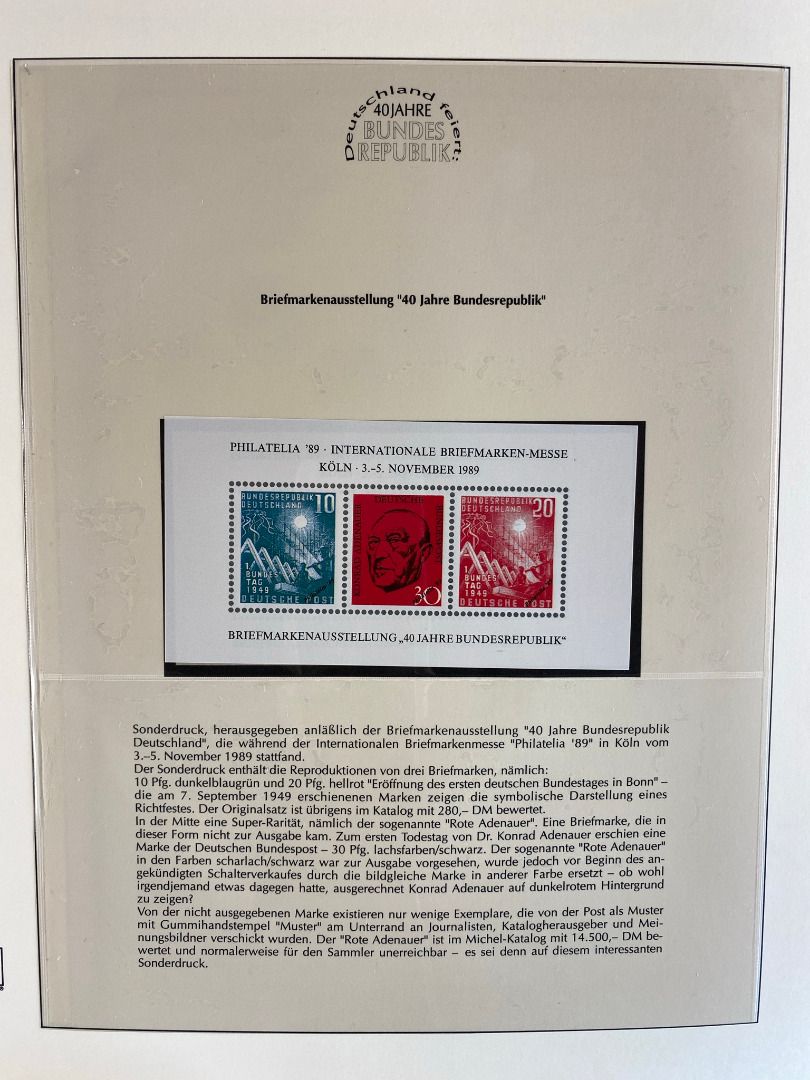 Deutschland feiert:
40 JAHRE
BUNDES
REPUBLIK
Briefmarkenausstellung "40 Jahre Bundesrepublik"
PHILATELIA '89 · INTERNATIONALE BRIEFMARKEN-MESSE
KÖLN · 3.–5. NOVEMBER 1989
BUNDESREPUBLIK 10
DEUTSCHLAND
1.
BUNDES
TAG
1949
DEUTSCHE POST
KONRAD ADENAUER
DEUTSCHE
BUNDESPOST
30
BUNDESREPUBLIK 20
DEUTSCHLAND
1.
BUNDES
TAG
1949
DEUTSCHE POST
BRIEFMARKENAUSSTELLUNG „40 JAHRE BUNDESREPUBLIK“
Sonderdruck, herausgegeben anläßlich der Briefmarkenausstellung "40 Jahre Bundesrepublik
Deutschland", die während der Internationalen Briefmarkenmesse "Philatelia '89" in Köln vom
3.–5. November 1989 stattfand.
Der Sonderdruck enthält die Reproduktionen von drei Briefmarken, nämlich:
10 Pfg. dunkelblaugrün und 20 Pfg. hellrot "Eröffnung des ersten deutschen Bundestages in Bonn" –
die am 7. September 1949 erschienenen Marken zeigen die symbolische Darstellung eines
Richtfestes. Der Originalsatz ist übrigens im Katalog mit 280,– DM bewertet.
In der Mitte eine Super-Rarität, nämlich der sogenannte "Rote Adenauer". Eine Briefmarke, die in
dieser Form nicht zur Ausgabe kam. Zum ersten Todestag von Dr. Konrad Adenauer erschien eine
Marke der Deutschen Bundespost – 30 Pfg. lachsfarben/schwarz. Der sogenannte "Rote Adenauer"
in den Farben scharlach/schwarz war zur Ausgabe vorgesehen, wurde jedoch vor Beginn des an-
gekündigten Schalterverkaufes durch die bildgleiche Marke in anderer Farbe ersetzt – ob wohl
irgendjemand etwas dagegen hatte, ausgerechnet Konrad Adenauer auf dunkelrotem Hintergrund
zu zeigen?
Von der nicht ausgegebenen Marke existieren nur wenige Exemplare, die von der Post als Muster
mit Gummihandstempel "Muster" am Unterrand an Journalisten, Katalogherausgeber und Mei-
nungsbildner verschickt wurden. Der "Rote Adenauer" ist im Michel-Katalog mit 14.500,– DM be-
wertet und normalerweise für den Sammler unerreichbar – es sei denn auf diesem interessanten
Sonderdruck.